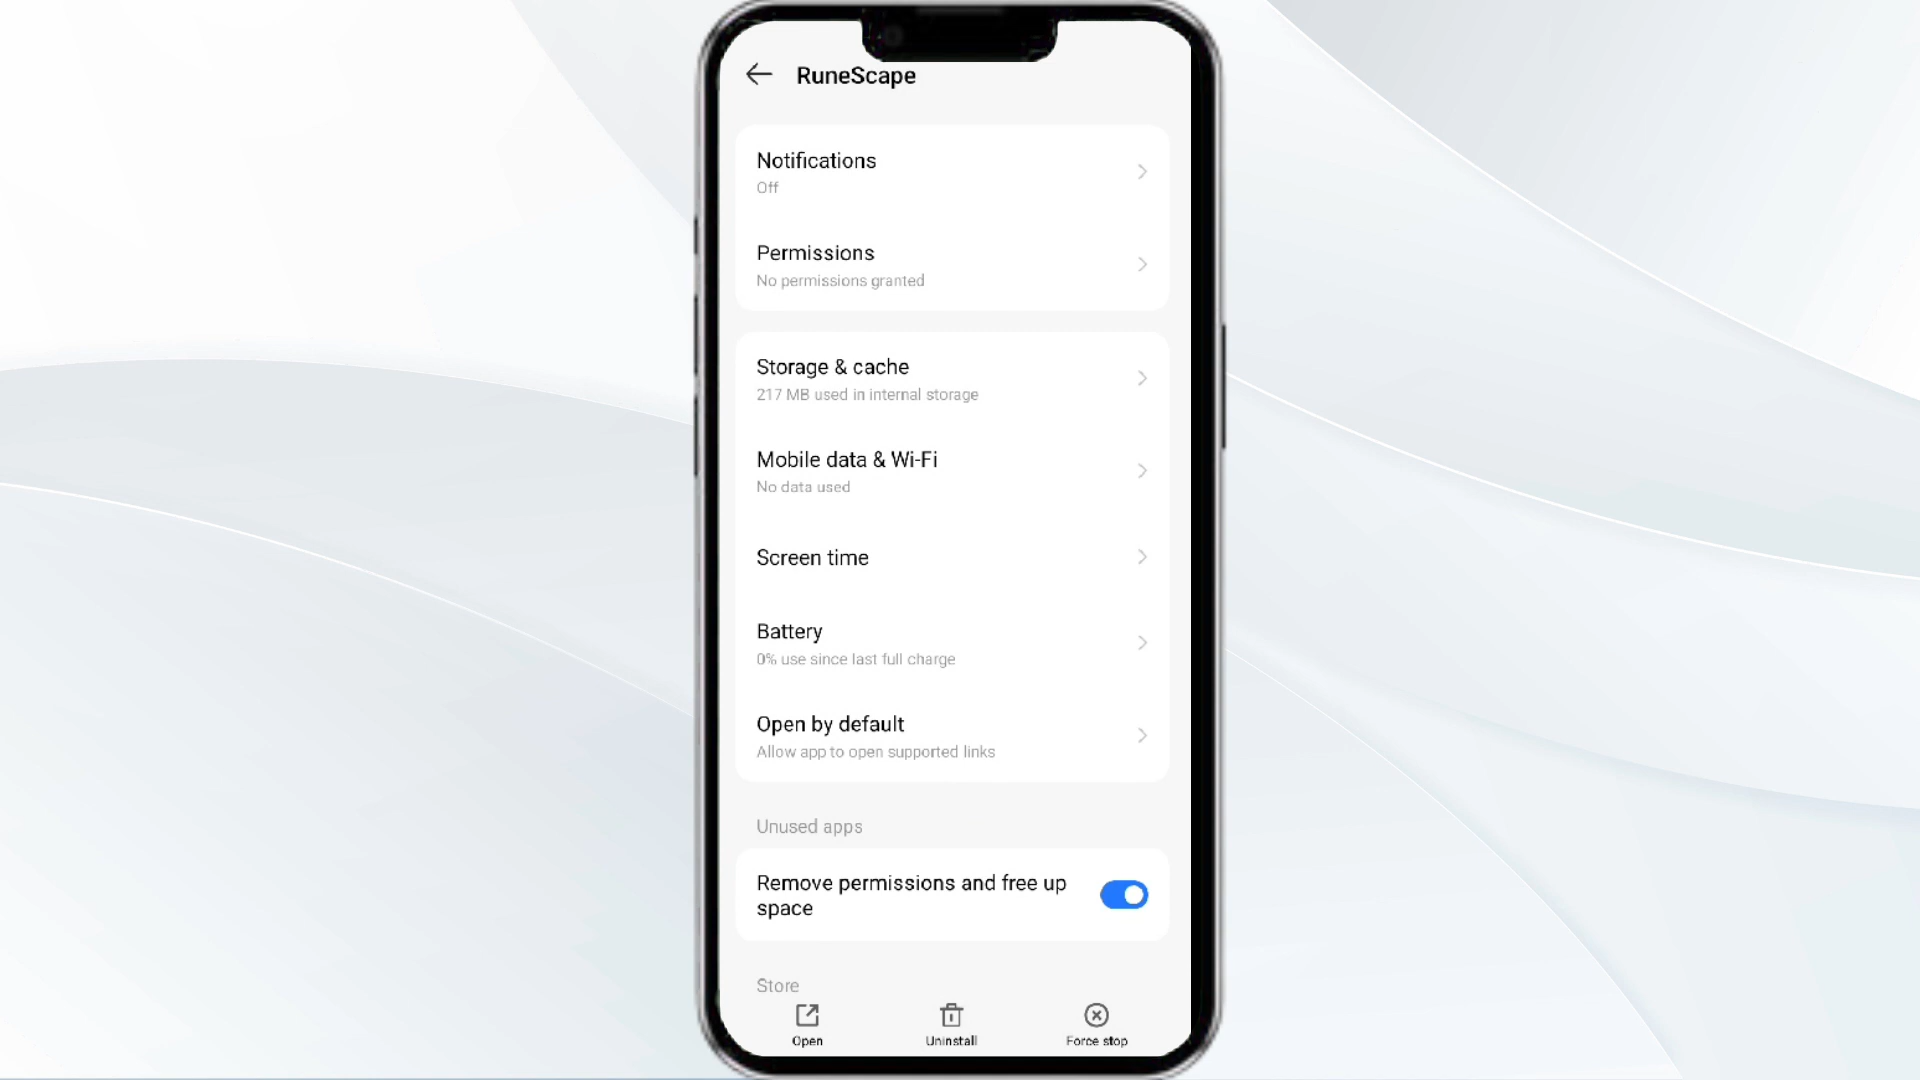 RuneScape
Notifications
Off
Permissions
No permissions granted
Storage & cache
217 MB used in internal storage
Mobile data & Wi-Fi
No data used
Screen time
Battery
0% use since last full charge
Open by default
Allow app to open supported links
Unused apps
Remove permissions and free up
space
Store
Open
Uninstall
Force stop